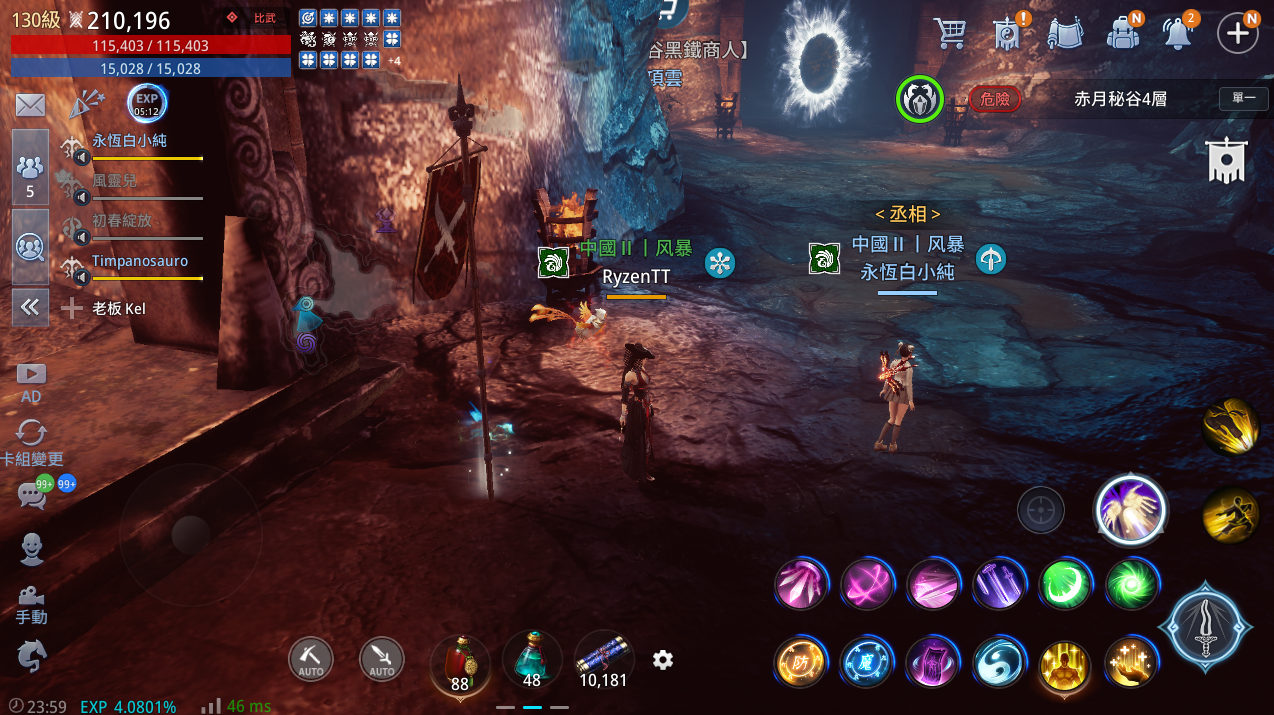 130級 210,196
比武
115,403 / 115,403
15,028 / 15,028
+4
EXP
05:12
永恆白小純
風靈兒
初春綻放
Timpanosauro
5
老板 Kel
AD
卡組變更
99+ 99+
手動
23:59 EXP 4.0801% 46 ms
谷黑鐵商人】
頂雲
中國Ⅱ｜风暴
RyzenTT
<丞相>
中國Ⅱ｜风暴
永恆白小純
!
N
2
N
危險
赤月秘谷4層
單一
AUTO
AUTO
88
48
10,181
防
魔